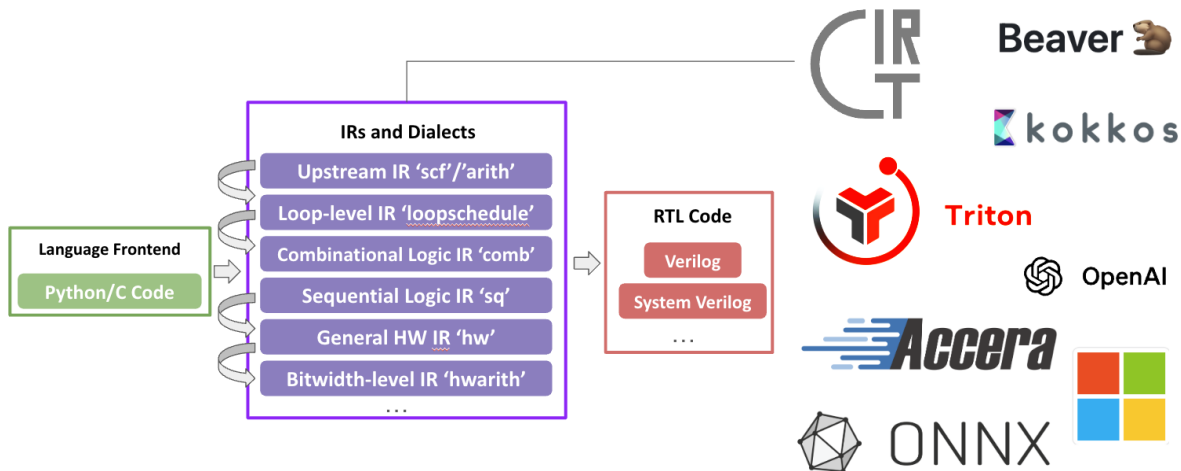 Language Frontend
Python/C Code
IRs and Dialects
Upstream IR ‘scf’/’arith’
Loop-level IR ‘loopschedule’
Combinational Logic IR ‘comb’
Sequential Logic IR ‘sq’
General HW IR ‘hw’
Bitwidth-level IR ‘hwarith’
...
RTL Code
Verilog
System Verilog
...
CIRT
Beaver
kokkos
Triton
OpenAI
Accera
ONNX